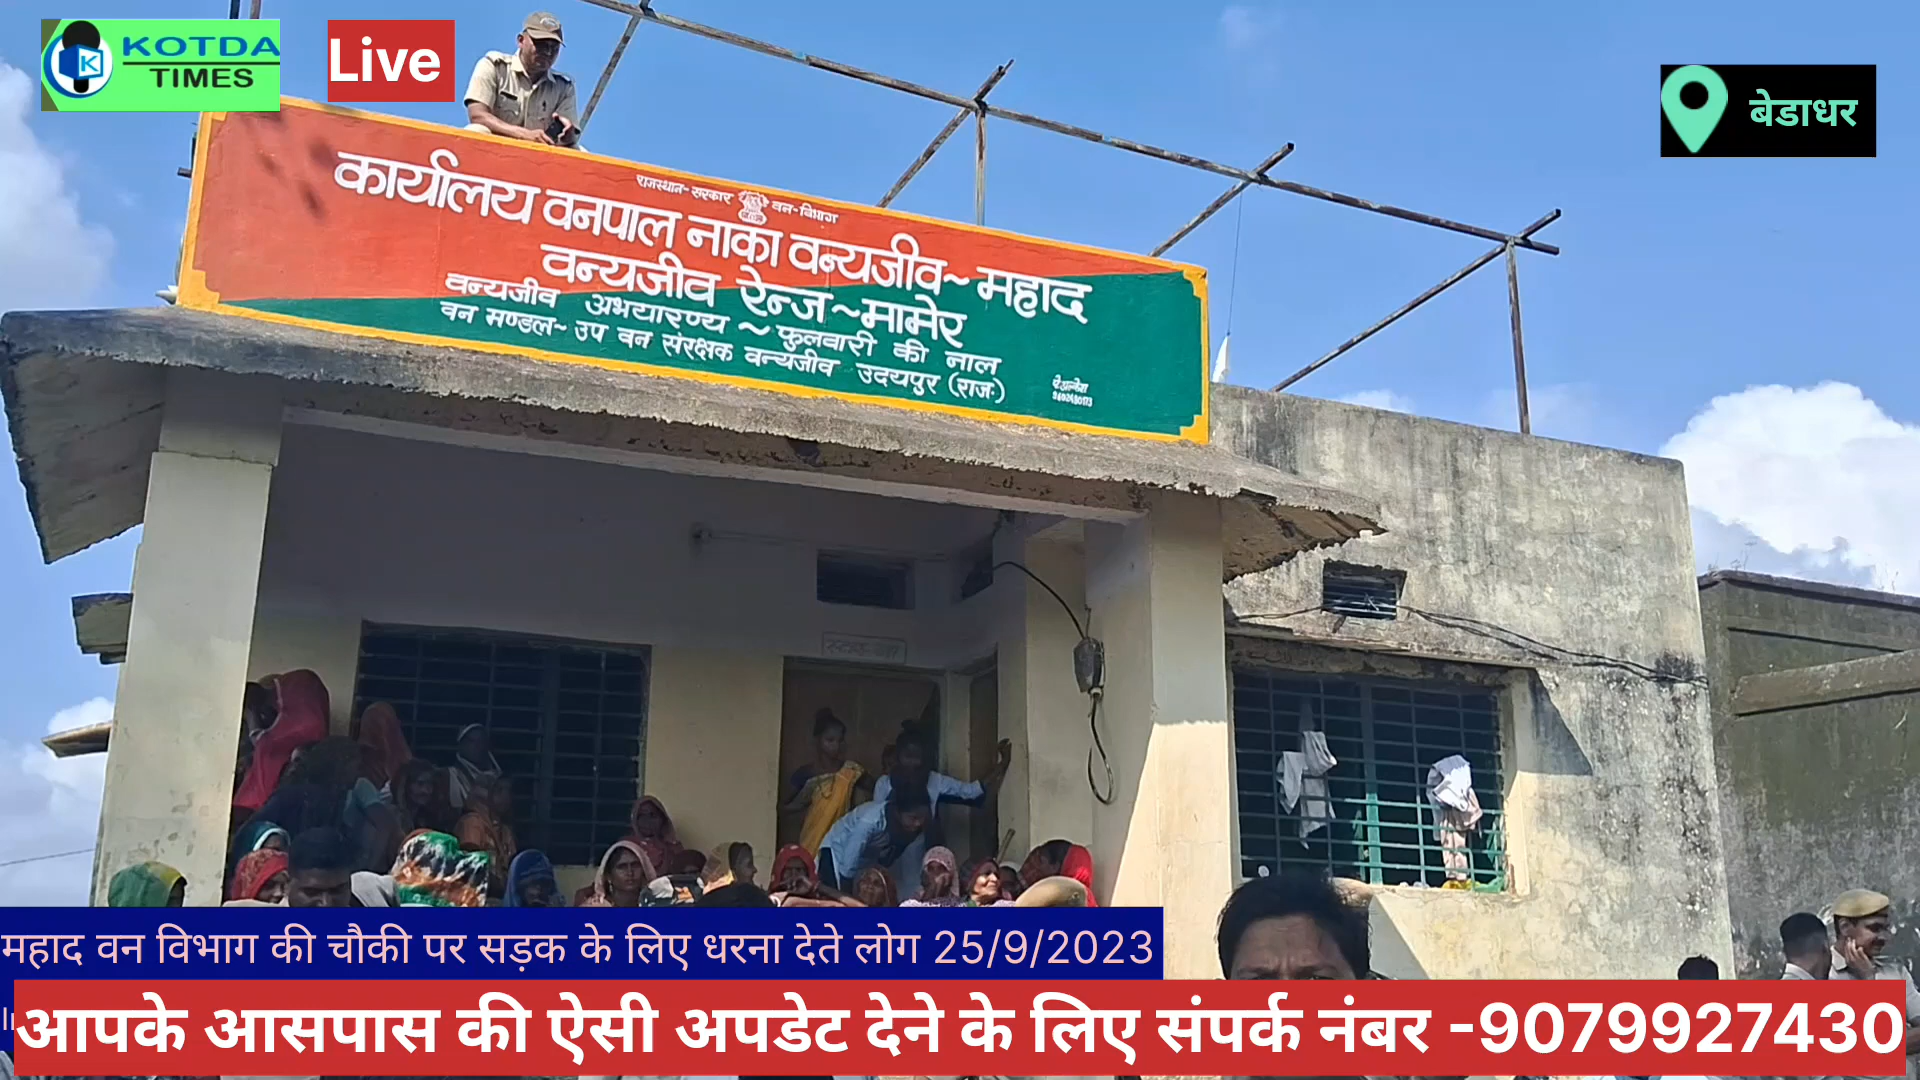 KOTDA
TIMES
Live
बेडाधर
राजस्थान-सरकार वन-विभाग
कार्यालय वनपाल नाका वन्यजीव~महाद
वन्यजीव रेन्ज~मामेर
वन्यजीव अभयारण्य ~ फुलवारी की नाल
वन मण्डल~ उप वन संरक्षक वन्यजीव उदयपुर (राज.)
महाद वन विभाग की चौकी पर सड़क के लिए धरना देते लोग 25/9/2023
आपके आसपास की ऐसी अपडेट देने के लिए संपर्क नंबर -9079927430